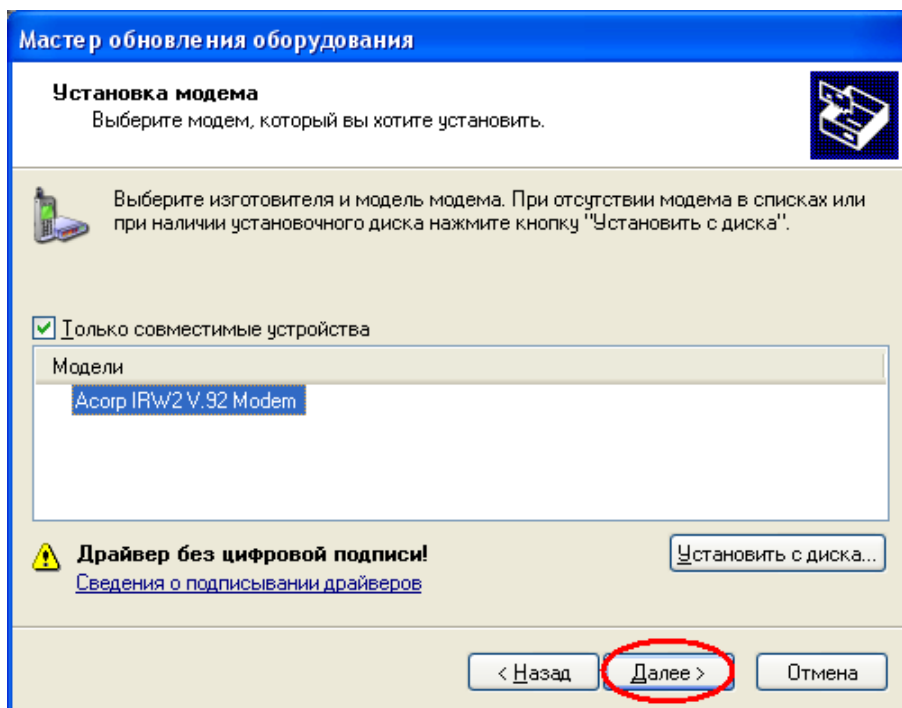 Мастер обновления оборудования
Установка модема
Выберите модем, который вы хотите установить.
Выберите изготовителя и модель модема. При отсутствии модема в списках или
при наличии установочного диска нажмите кнопку "Установить с диска".
Только совместимые устройства
Модели
Acorp IRW2 V.92 Modem
Драйвер без цифровой подписи!
Установить с диска...
Сведения о подписывании драйверов
< Назад
Далее >
Отмена